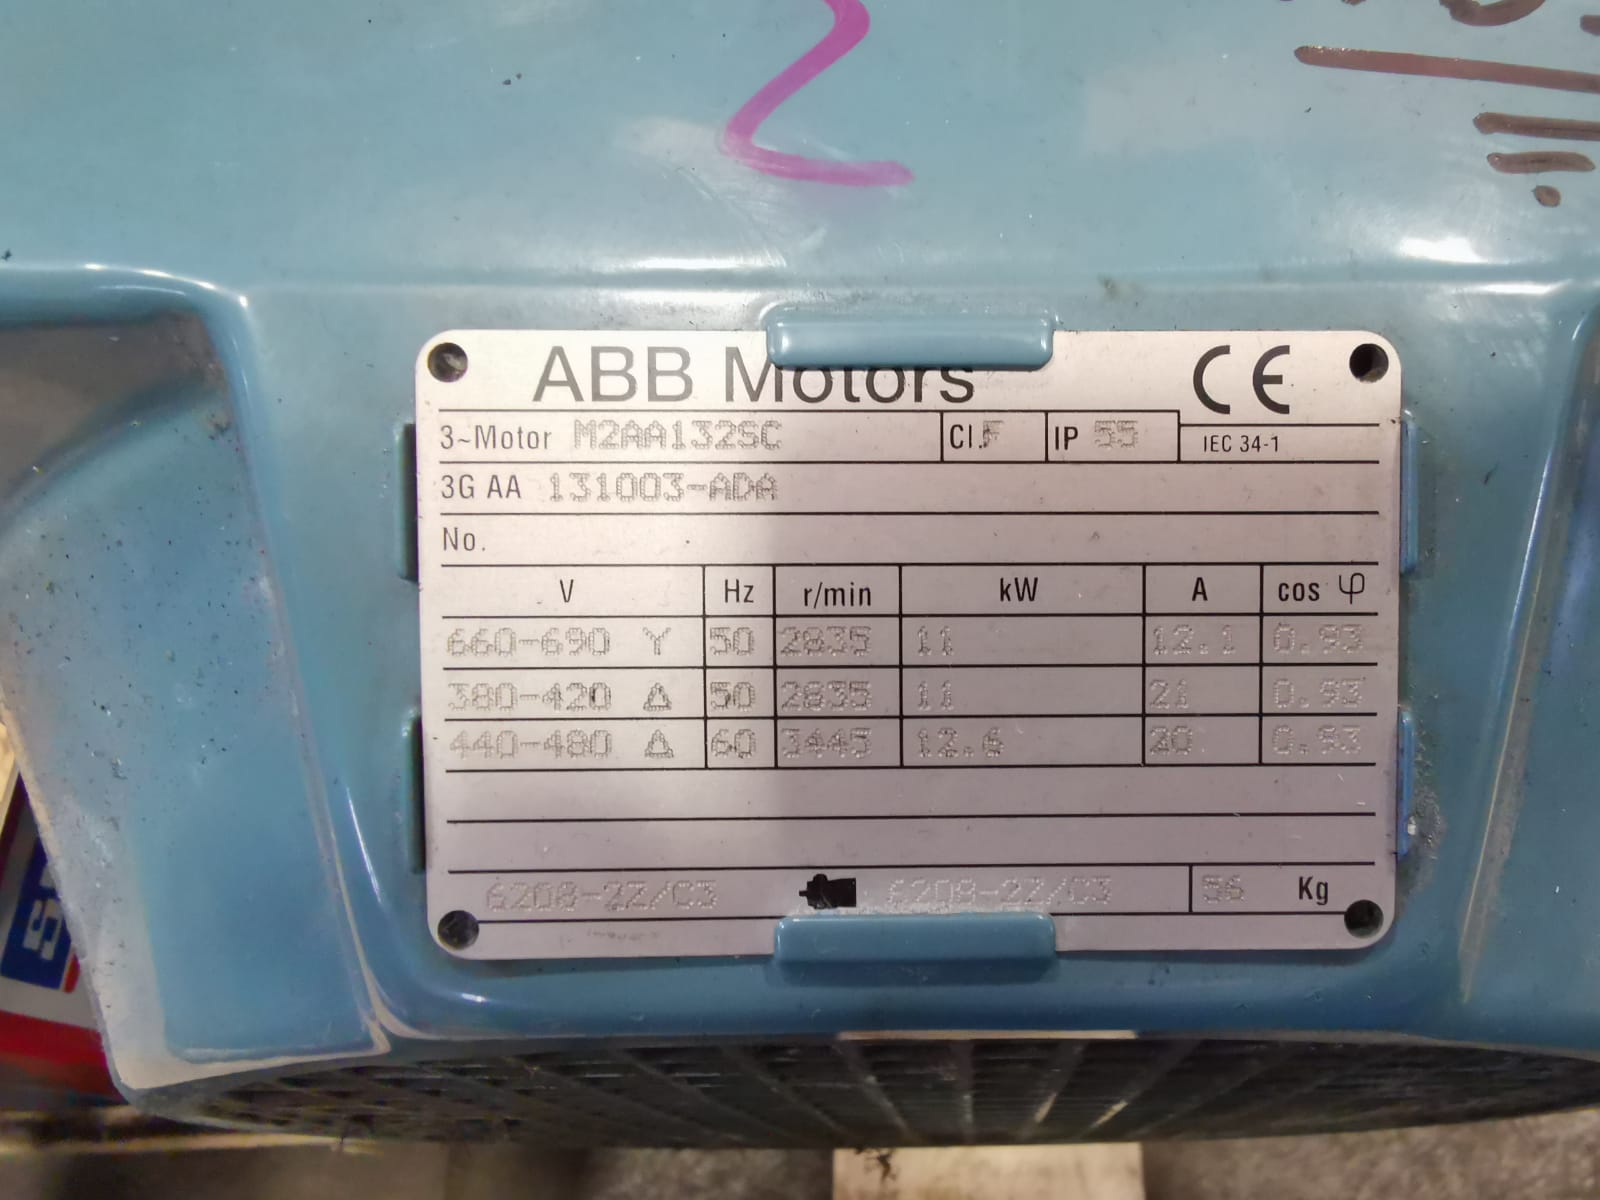 2
ABB Motors CE
3~Motor M2AA132SC Cl.F IP 55 IEC 34-1
3G AA 131003-ADA
No.
V Hz r/min kW A cos φ
660-690 Y 50 2835 11 12.1 0.93
380-420 Δ 50 2835 11 21 0.93
440-480 Δ 60 3445 12.6 20 0.93
6208-2Z/C3 6208-2Z/C3 56 Kg